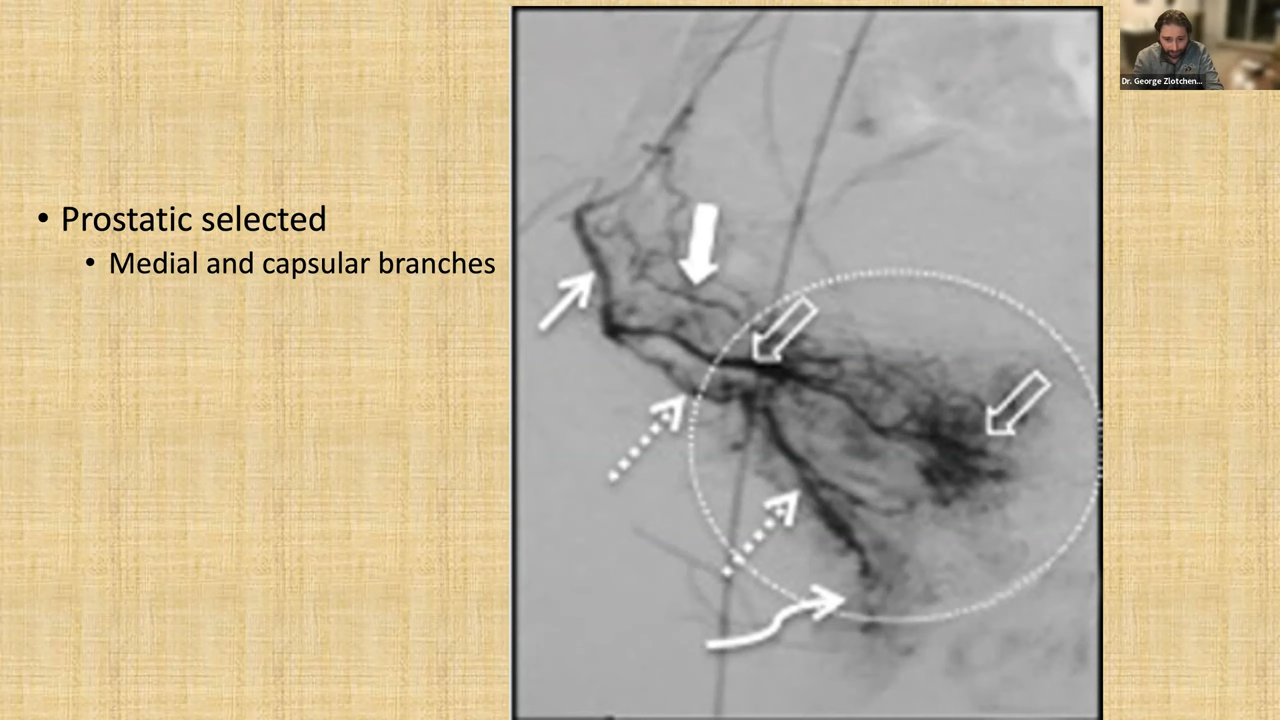 • Prostatic selected
• Medial and capsular branches
Dr. George Zlotchen...